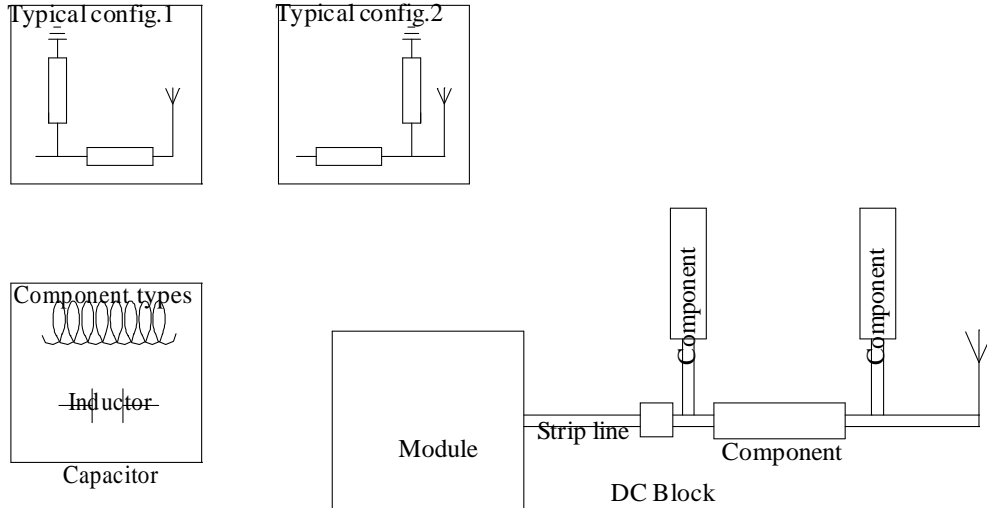 Typical config.1
Typical config.2
Component types
Inductor
Capacitor
Module
Strip line
DC Block
Component
Component
Component